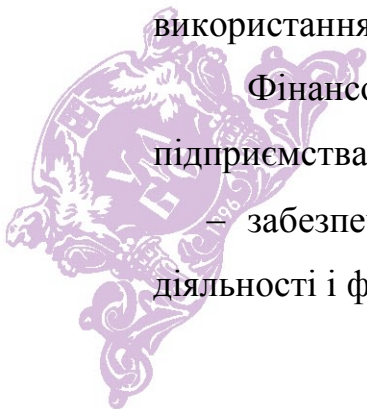 використання
Фінансо
підприємства
– забезпе
діяльності і ф